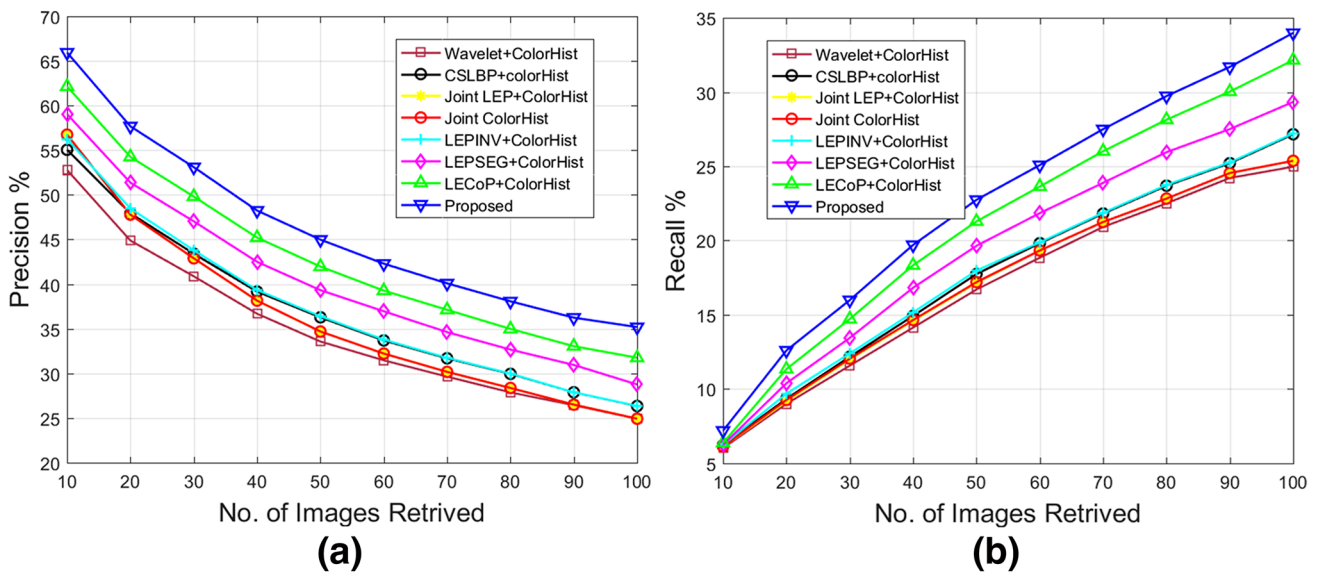 70
65
60
55
50
45
40
35
30
25
20
Precision %
10 20 30 40 50 60 70 80 90 100
No. of Images Retrived
Wavelet+ColorHist
CSLBP+colorHist
Joint LEP+ColorHist
Joint ColorHist
LEPINV+ColorHist
LEPSEG+ColorHist
LECoP+ColorHist
Proposed
(a)
35
30
25
20
15
10
5
Recall %
10 20 30 40 50 60 70 80 90 100
No. of Images Retrived
Wavelet+ColorHist
CSLBP+colorHist
Joint LEP+ColorHist
Joint ColorHist
LEPINV+ColorHist
LEPSEG+ColorHist
LECoP+ColorHist
Proposed
(b)